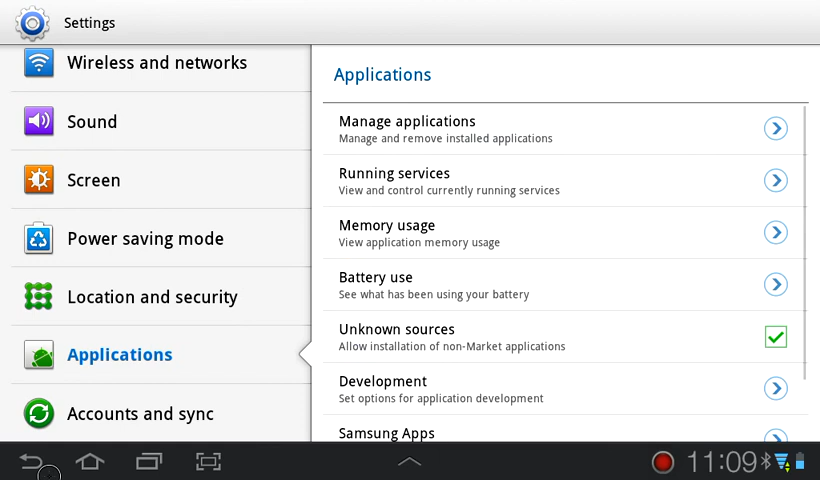 Settings
Wireless and networks
Sound
Screen
Power saving mode
Location and security
Applications
Accounts and sync
Applications
Manage applications
Manage and remove installed applications
Running services
View and control currently running services
Memory usage
View application memory usage
Battery use
See what has been using your battery
Unknown sources
Allow installation of non-Market applications
Development
Set options for application development
Samsung Apps
11:09